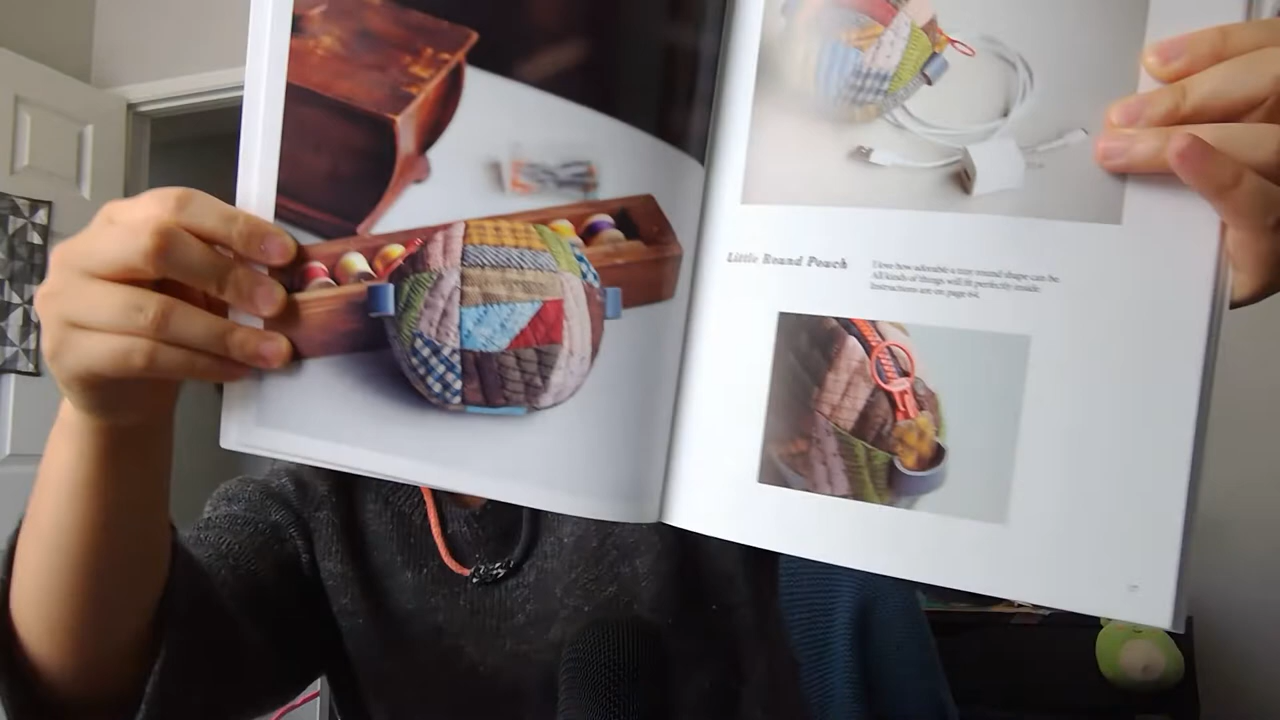 Little Round Pouch
I love how adorable a tiny round shape can be.
All kinds of things will fit perfectly inside.
Instructions are on page 64.